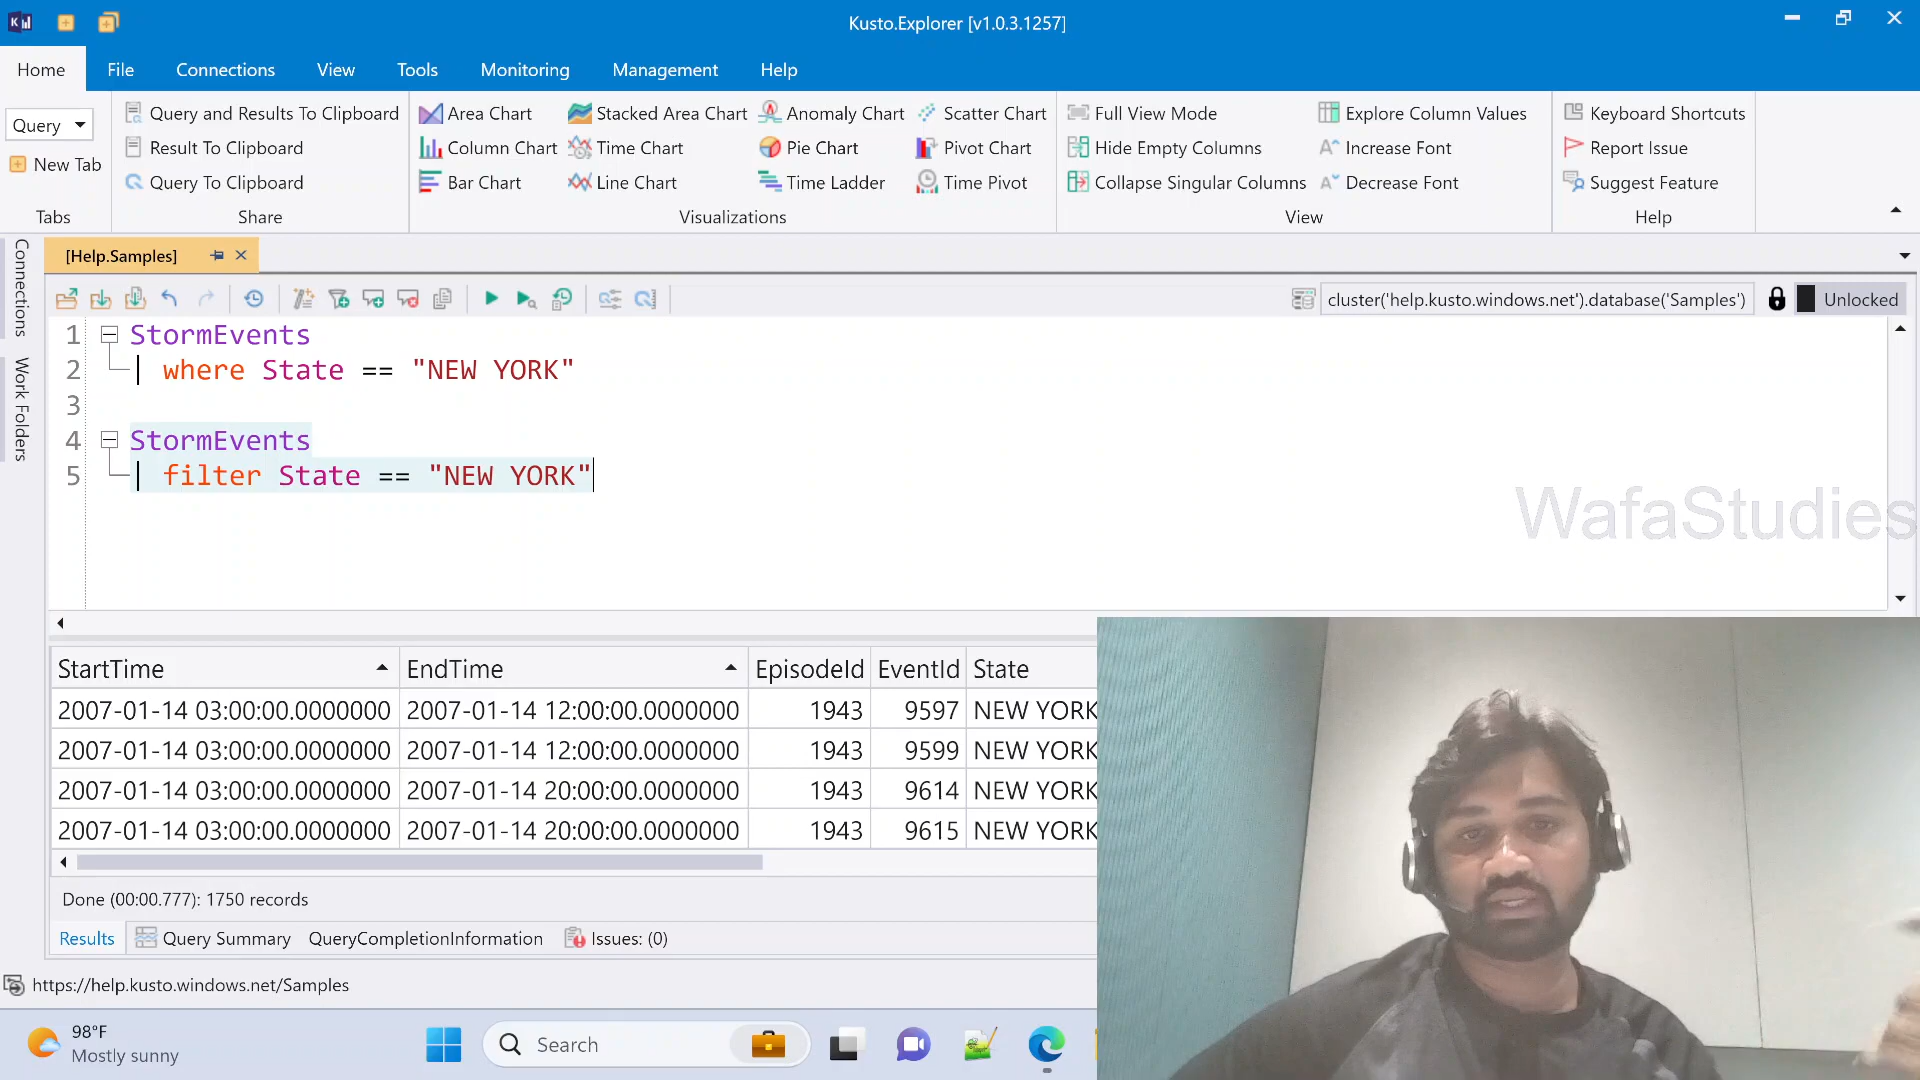 Kusto.Explorer [v1.0.3.1257]
Home File Connections View Tools Monitoring Management Help
Query
New Tab
Tabs
Query and Results To Clipboard
Result To Clipboard
Query To Clipboard
Share
Area Chart Stacked Area Chart Anomaly Chart Scatter Chart
Column Chart Time Chart Pie Chart Pivot Chart
Bar Chart Line Chart Time Ladder Time Pivot
Visualizations
Full View Mode Explore Column Values
Hide Empty Columns Increase Font
Collapse Singular Columns Decrease Font
View
Keyboard Shortcuts
Report Issue
Suggest Feature
Help
Connections
Work Folders
[Help.Samples]
cluster('help.kusto.windows.net').database('Samples') Unlocked
1 StormEvents
2 | where State == "NEW YORK"
3
4 StormEvents
5 | filter State == "NEW YORK"
WafaStudies
StartTime EndTime EpisodeId EventId State
2007-01-14 03:00:00.0000000 2007-01-14 12:00:00.0000000 1943 9597 NEW YORK
2007-01-14 03:00:00.0000000 2007-01-14 12:00:00.0000000 1943 9599 NEW YORK
2007-01-14 03:00:00.0000000 2007-01-14 20:00:00.0000000 1943 9614 NEW YORK
2007-01-14 03:00:00.0000000 2007-01-14 20:00:00.0000000 1943 9615 NEW YORK
Done (00:00.777): 1750 records
Results Query Summary QueryCompletionInformation Issues: (0)
https://help.kusto.windows.net/Samples
98°F
Mostly sunny
Search